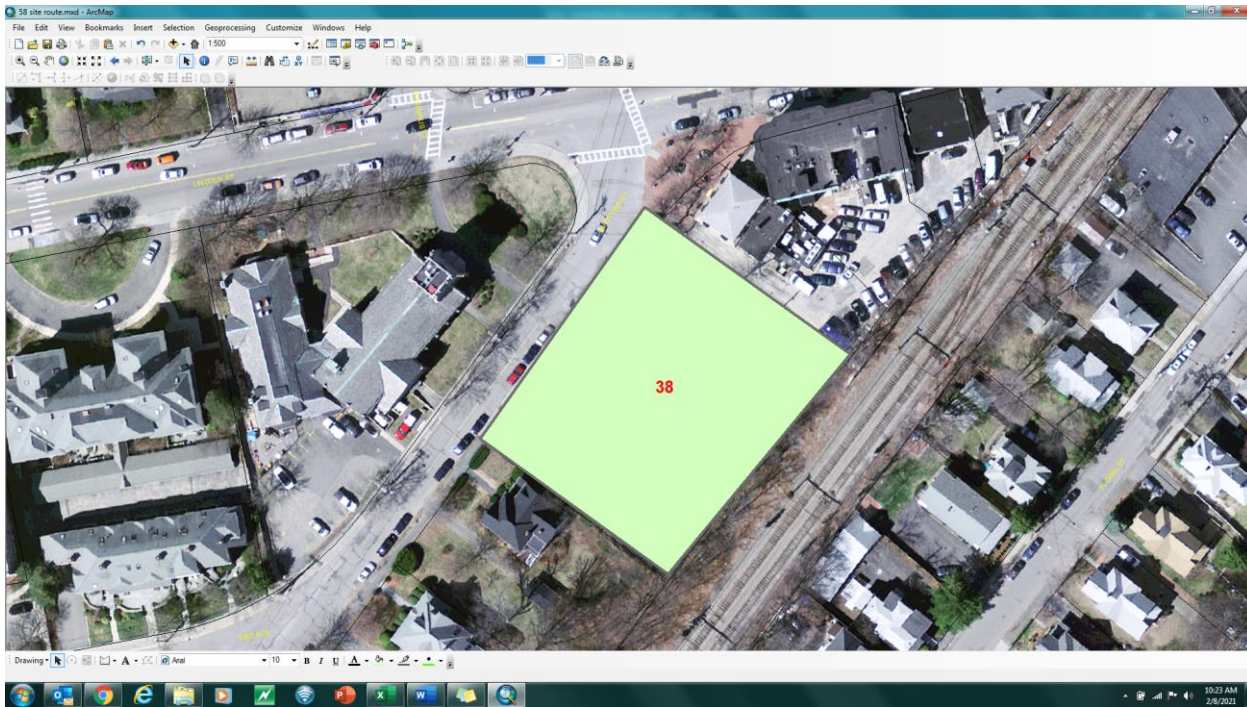 58 site route.mxd - ArcMap
File Edit View Bookmarks Insert Selection Geoprocessing Customize Windows Help
1:500
38
Drawing
A
Arial
10
B I U A
10:23 AM
2/8/2021